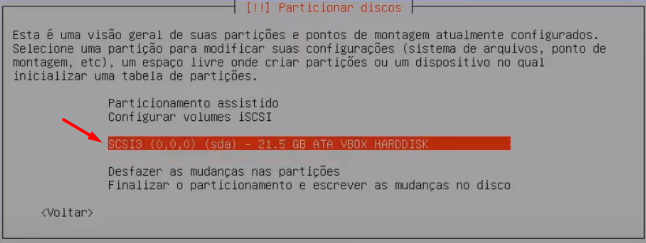 [!!] Particionar discos
Esta é uma visão geral de suas partições e pontos de montagem atualmente configurados.
Selecione uma partição para modificar suas configurações (sistema de arquivos, ponto de
montagem, etc), um espaço livre onde criar partições ou um dispositivo no qual
inicializar uma tabela de partições.
Particionamento assistido
Configurar volumes iSCSI
SCSI3 (0,0,0) (sda) - 21.5 GB ATA VBOX HARDDISK
Desfazer as mudanças nas partições
Finalizar o particionamento e escrever as mudanças no disco
<Voltar>